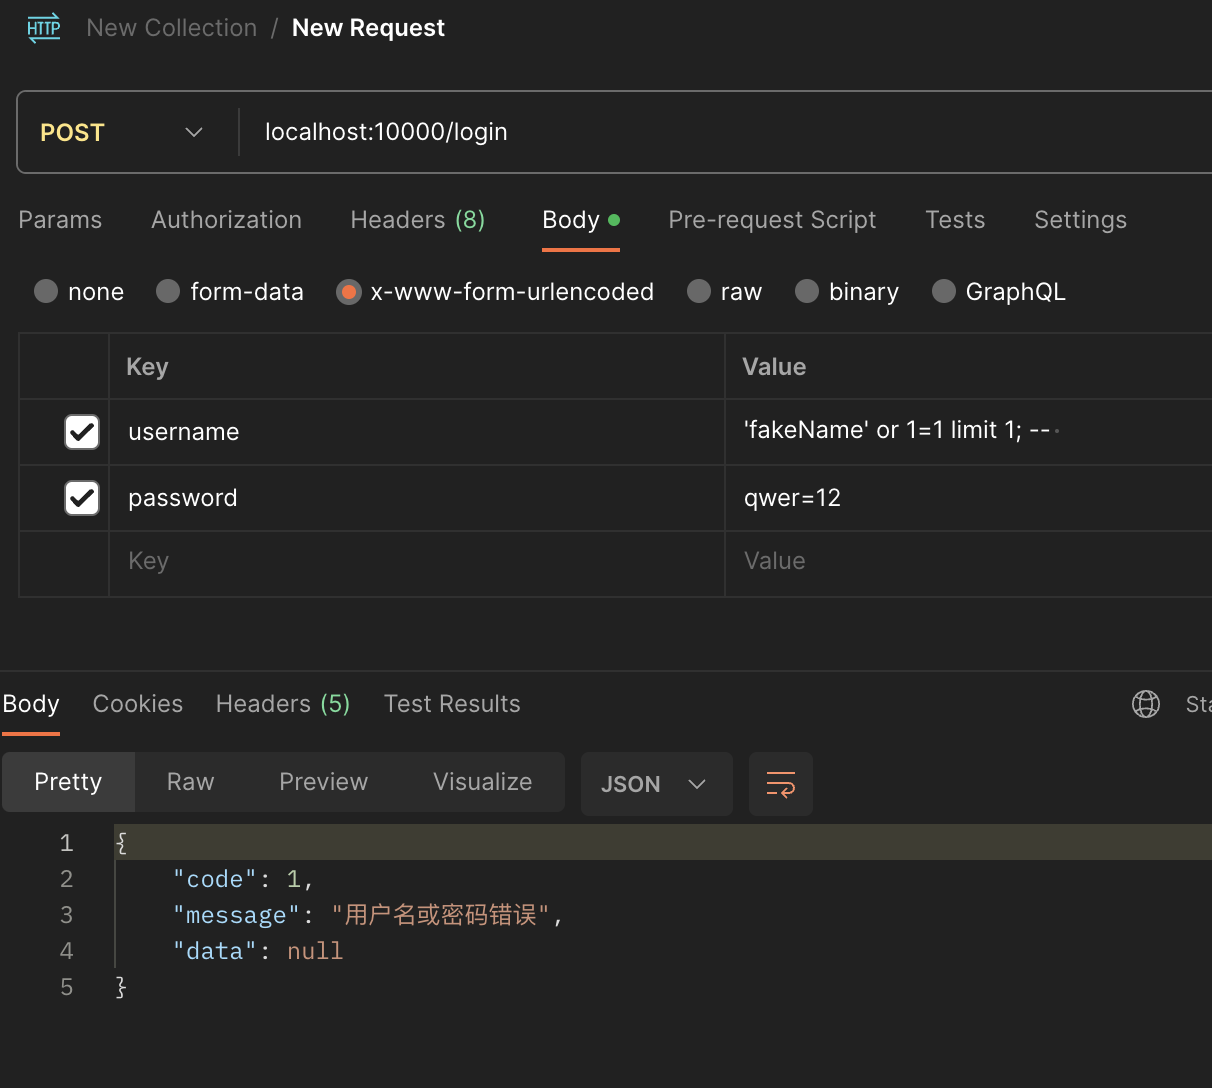 HTTP New Collection / New Request
POST localhost:10000/login
Params Authorization Headers (8) Body Pre-request Script Tests Settings
none form-data x-www-form-urlencoded raw binary GraphQL
Key Value
username 'fakeName' or 1=1 limit 1; --
password qwer=12
Key Value
Body Cookies Headers (5) Test Results
Pretty Raw Preview Visualize JSON
1 {
2 "code": 1,
3 "message": "用户名或密码错误",
4 "data": null
5 }